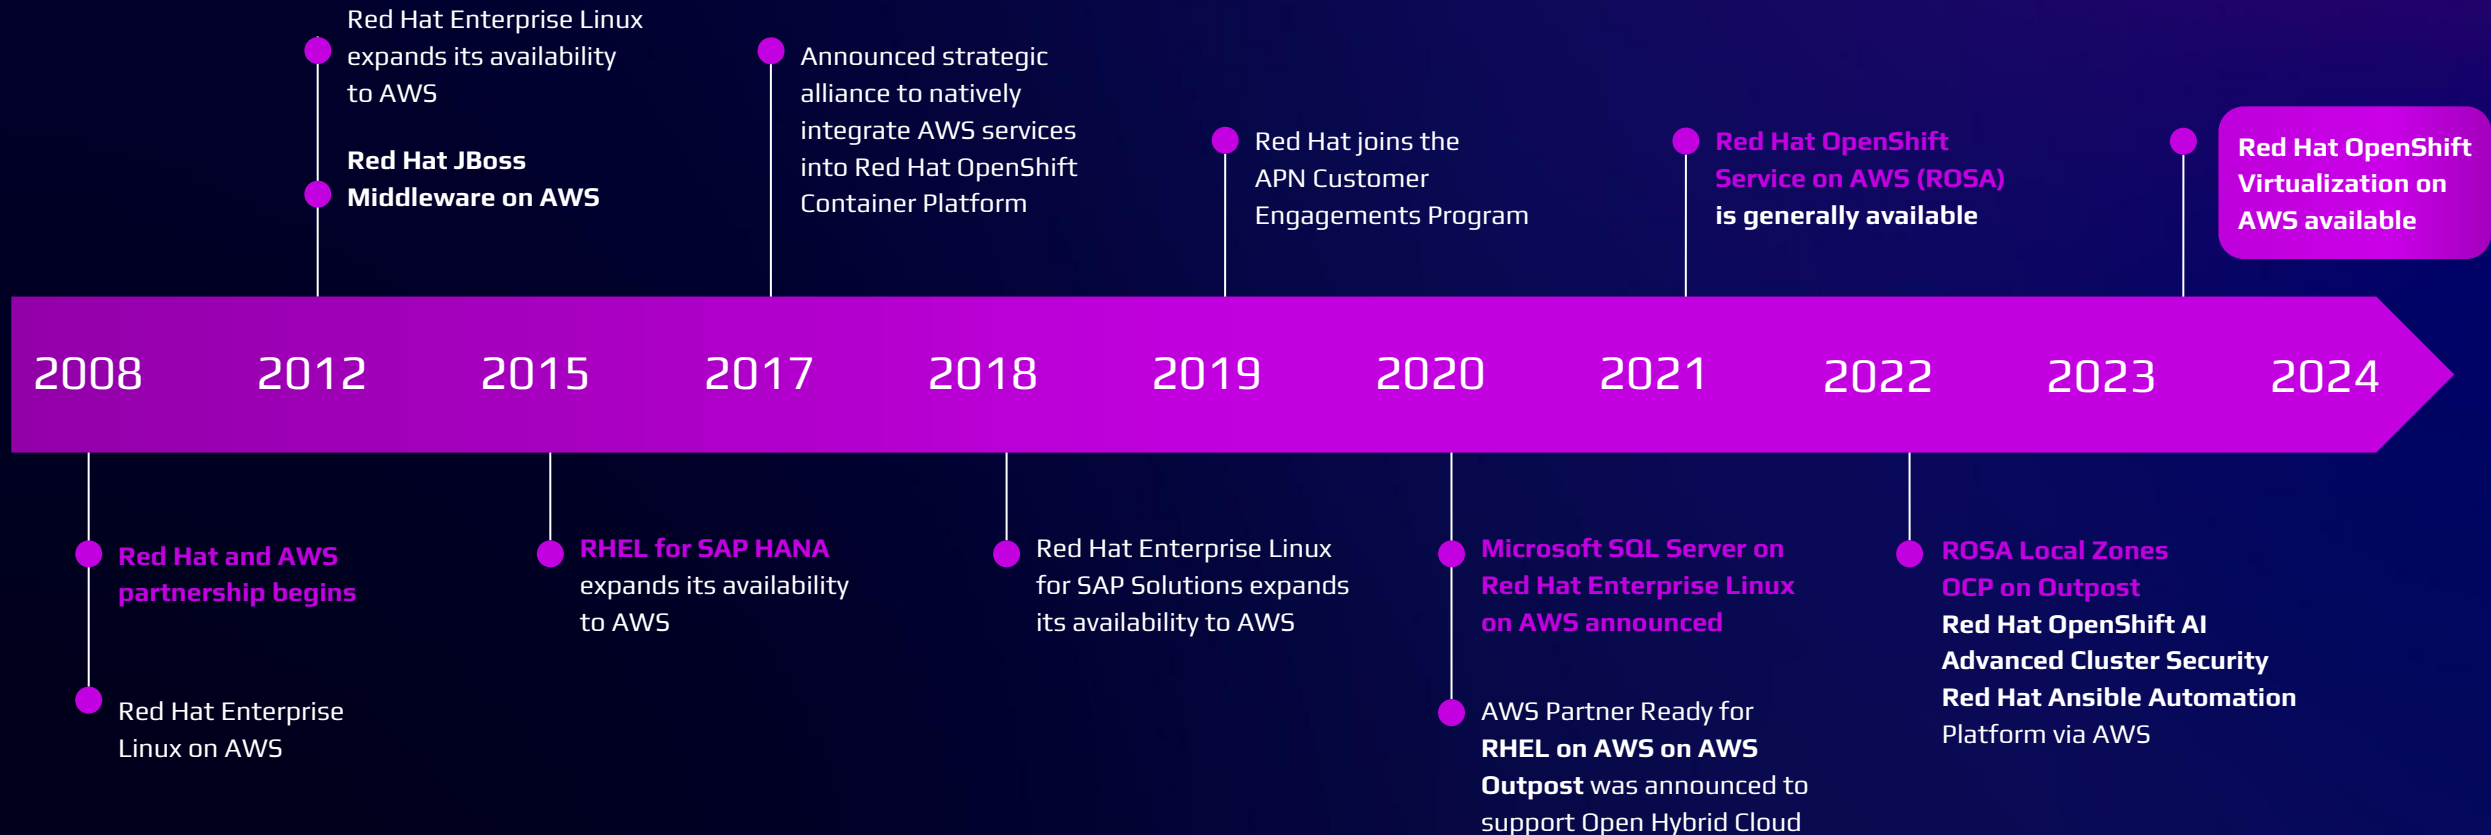 Red Hat Enterprise Linux
expands its availability
to AWS
Red Hat JBoss
Middleware on AWS
Announced strategic
alliance to natively
integrate AWS services
into Red Hat OpenShift
Container Platform
Red Hat joins the
APN Customer
Engagements Program
Red Hat OpenShift
Service on AWS (ROSA)
is generally available
Red Hat OpenShift
Virtualization on
AWS available
2008 2012 2015 2017 2018 2019 2020 2021 2022 2023 2024
Red Hat and AWS
partnership begins
Red Hat Enterprise
Linux on AWS
RHEL for SAP HANA
expands its availability
to AWS
Red Hat Enterprise Linux
for SAP Solutions expands
its availability to AWS
Microsoft SQL Server on
Red Hat Enterprise Linux
on AWS announced
AWS Partner Ready for
RHEL on AWS on AWS
Outpost was announced to
support Open Hybrid Cloud
ROSA Local Zones
OCP on Outpost
Red Hat OpenShift AI
Advanced Cluster Security
Red Hat Ansible Automation
Platform via AWS